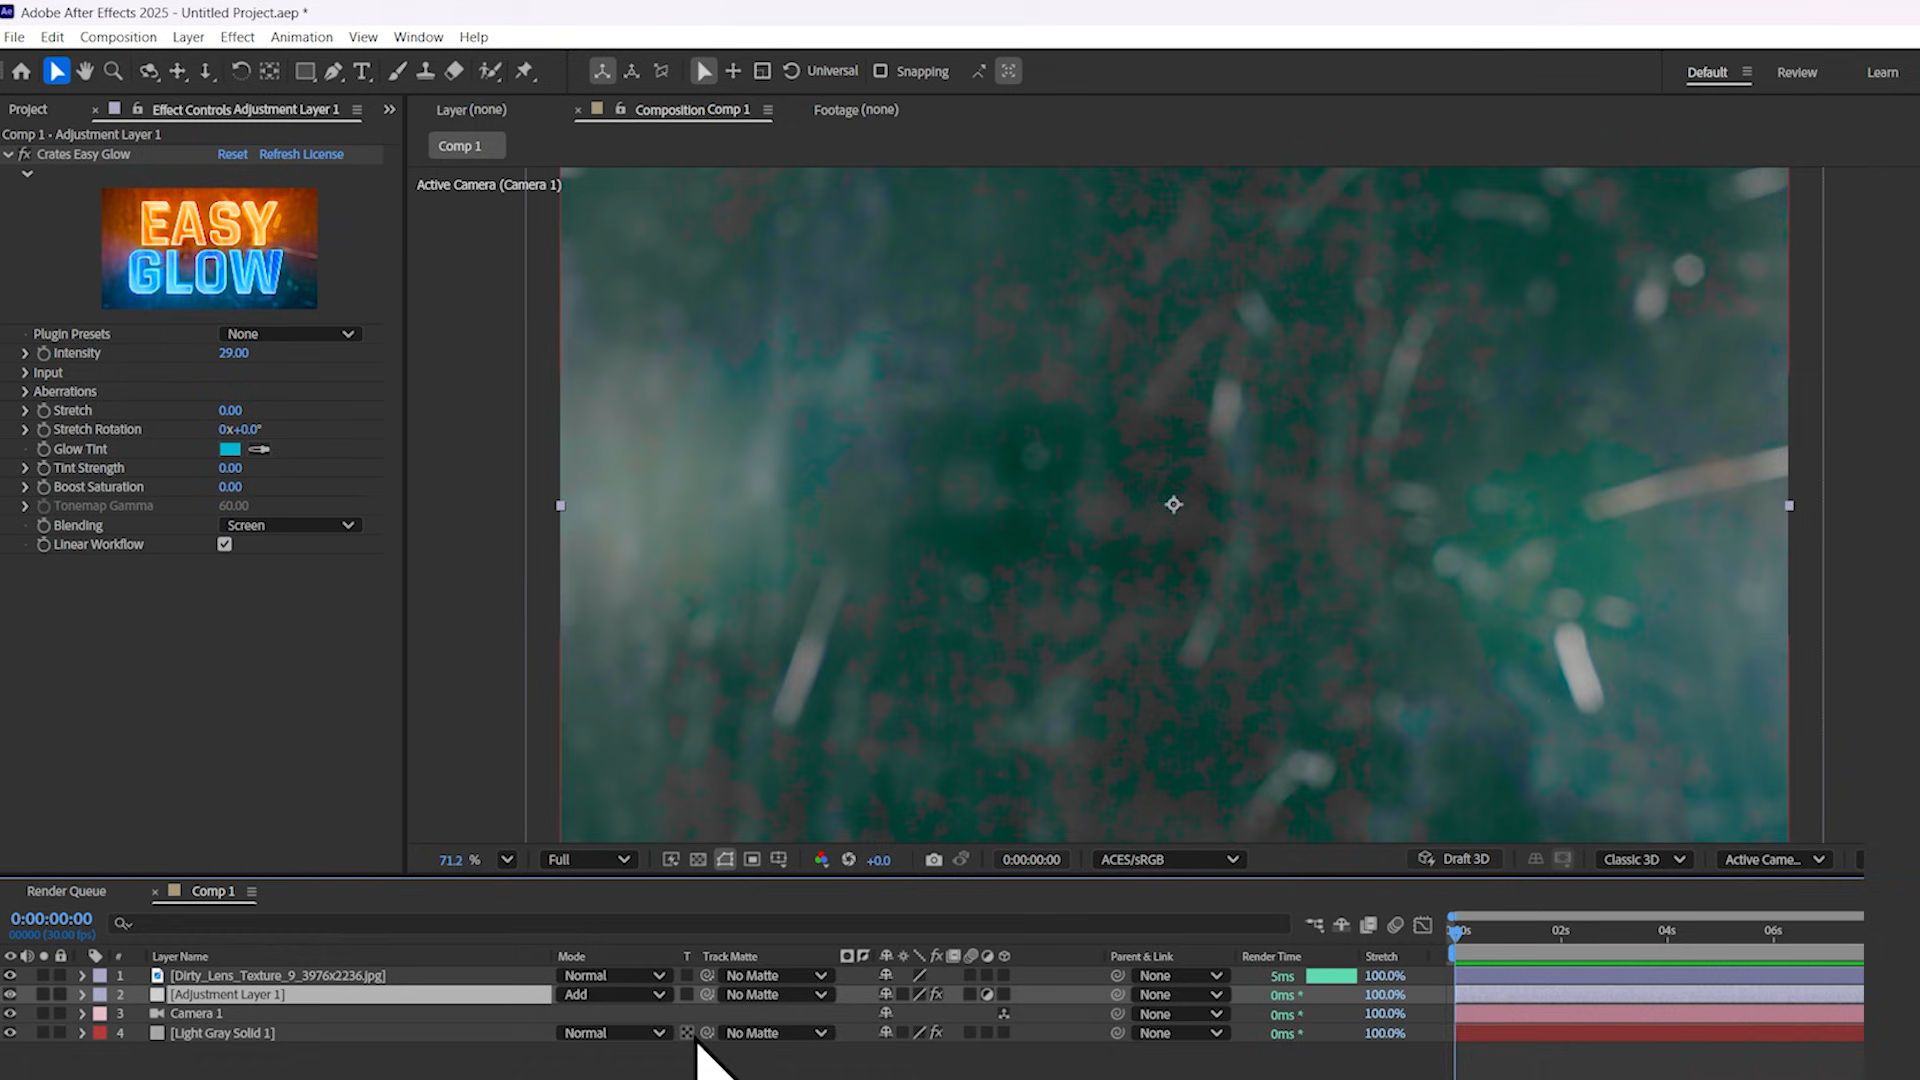 Adobe After Effects 2025 - Untitled Project.aep *
File Edit Composition Layer Effect Animation View Window Help
Universal Snapping Default Review Learn
Project Effect Controls Adjustment Layer 1 Layer (none) Composition Comp 1 Footage (none)
Comp 1 • Adjustment Layer 1
Comp 1
fx Crates Easy Glow Reset Refresh License
Active Camera (Camera 1)
EASY
GLOW
Plugin Presets None
Intensity 29.00
Input
Aberrations
Stretch 0.00
Stretch Rotation 0x+0.0°
Glow Tint
Tint Strength 0.00
Boost Saturation 0.00
Tonemap Gamma 60.00
Blending Screen
Linear Workflow
71.2 % Full +0.0 0:00:00:00 ACES/sRGB Draft 3D Classic 3D Active Came...
Render Queue Comp 1
0:00:00:00
00000 (30.00 fps)
02s 04s 06s
# Layer Name Mode T Track Matte fx Parent & Link Render Time Stretch
1 [Dirty_Lens_Texture_9_3976x2236.jpg] Normal No Matte None 5ms 100.0%
2 [Adjustment Layer 1] Add No Matte fx None 0ms * 100.0%
3 Camera 1 None 0ms * 100.0%
4 [Light Gray Solid 1] Normal No Matte fx None 0ms * 100.0%